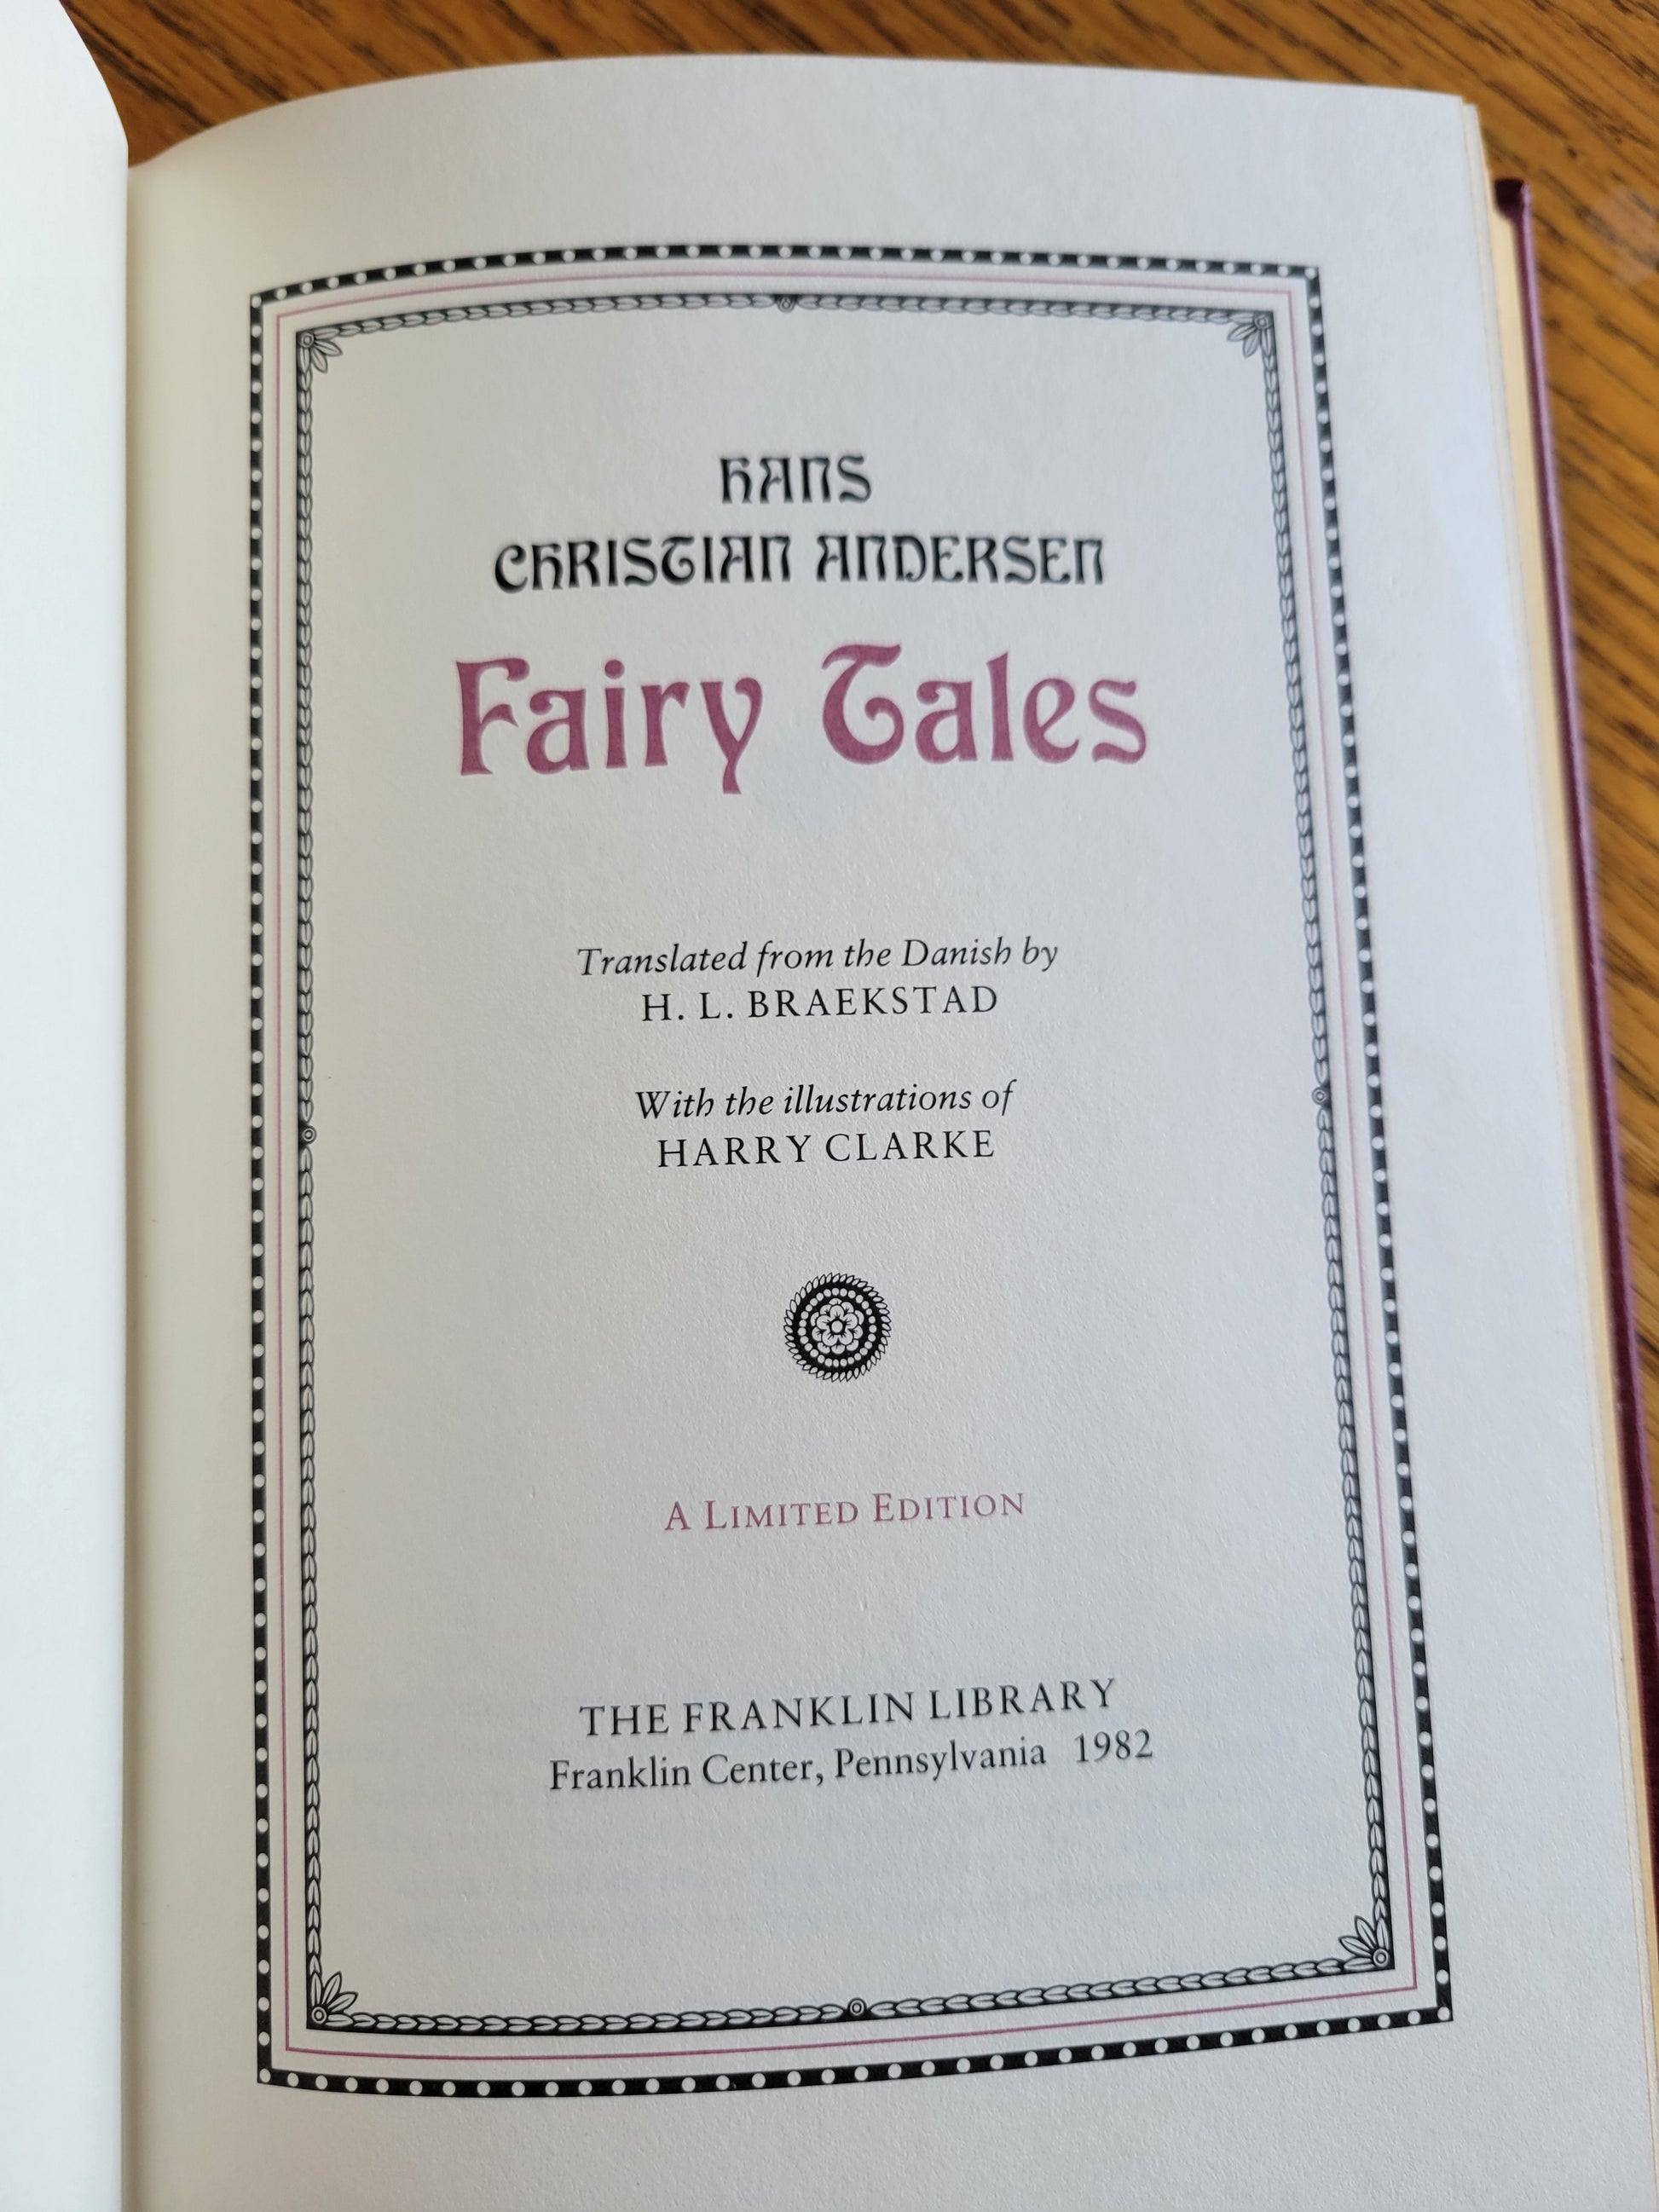 HANS
CHRISTIAN ANDERSEN
Fairy Tales
Translated from the Danish by
H. L. BRAEKSTAD
With the illustrations of
HARRY CLARKE
A LIMITED EDITION
THE FRANKLIN LIBRARY
Franklin Center, Pennsylvania 1982